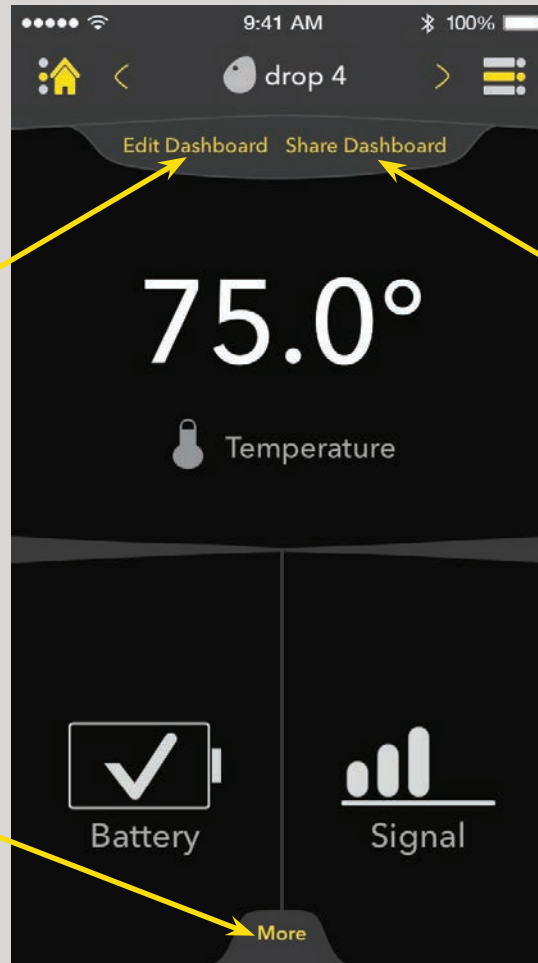 9:41 AM 100%
drop 4
Edit Dashboard Share Dashboard
75.0°
Temperature
Battery Signal
More